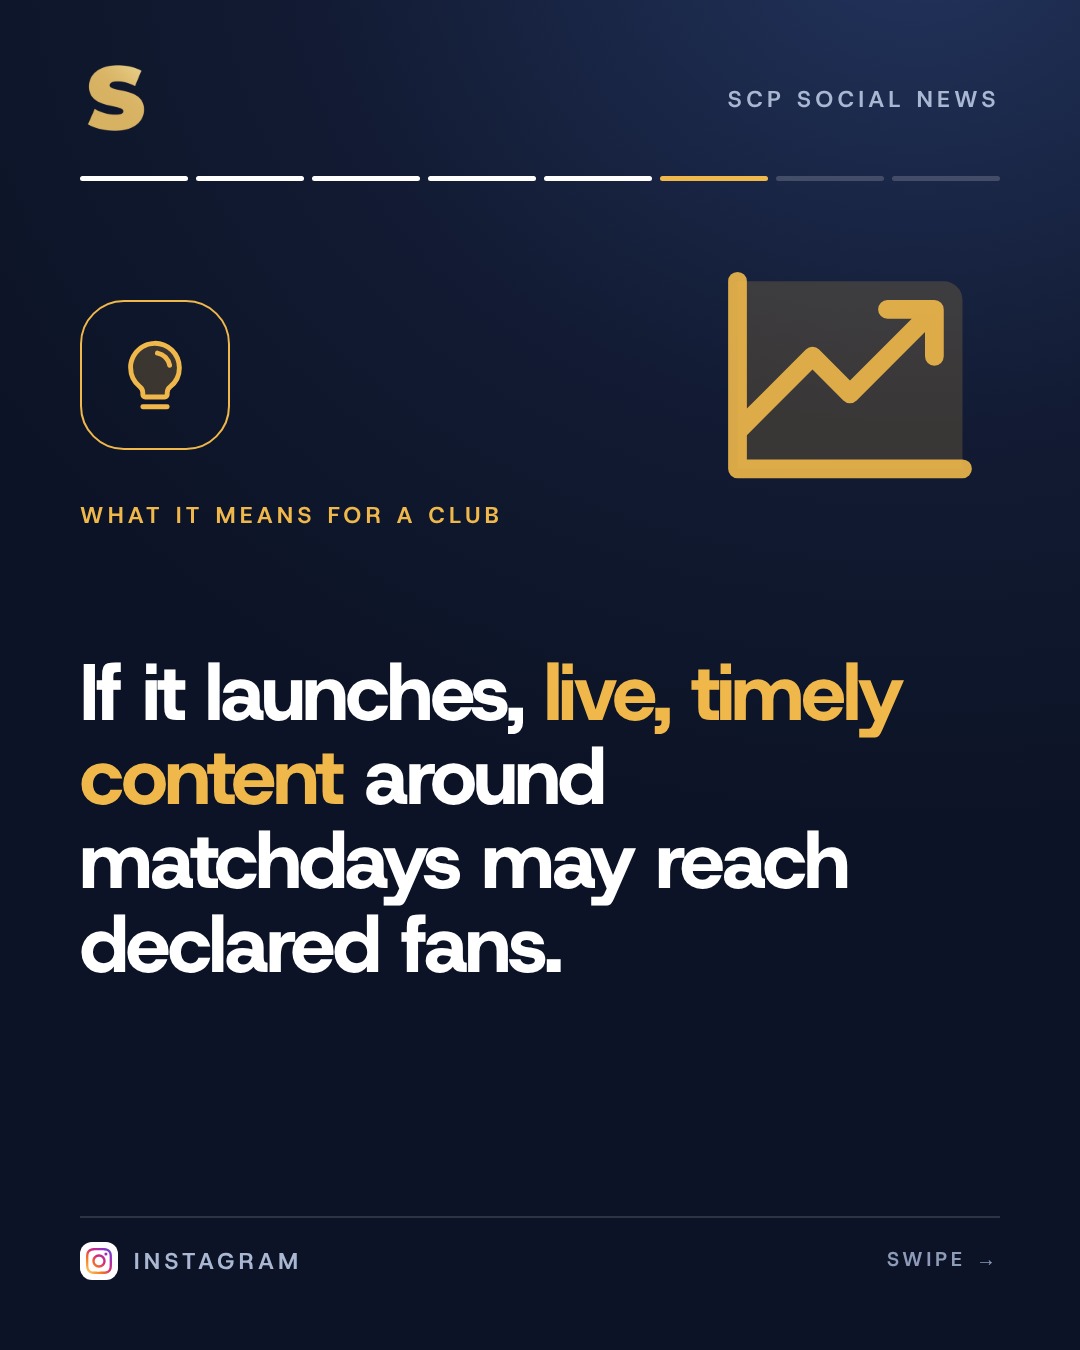 S
SCP SOCIAL NEWS
WHAT IT MEANS FOR A CLUB
If it launches, live, timely
content around
matchdays may reach
declared fans.
INSTAGRAM
SWIPE →